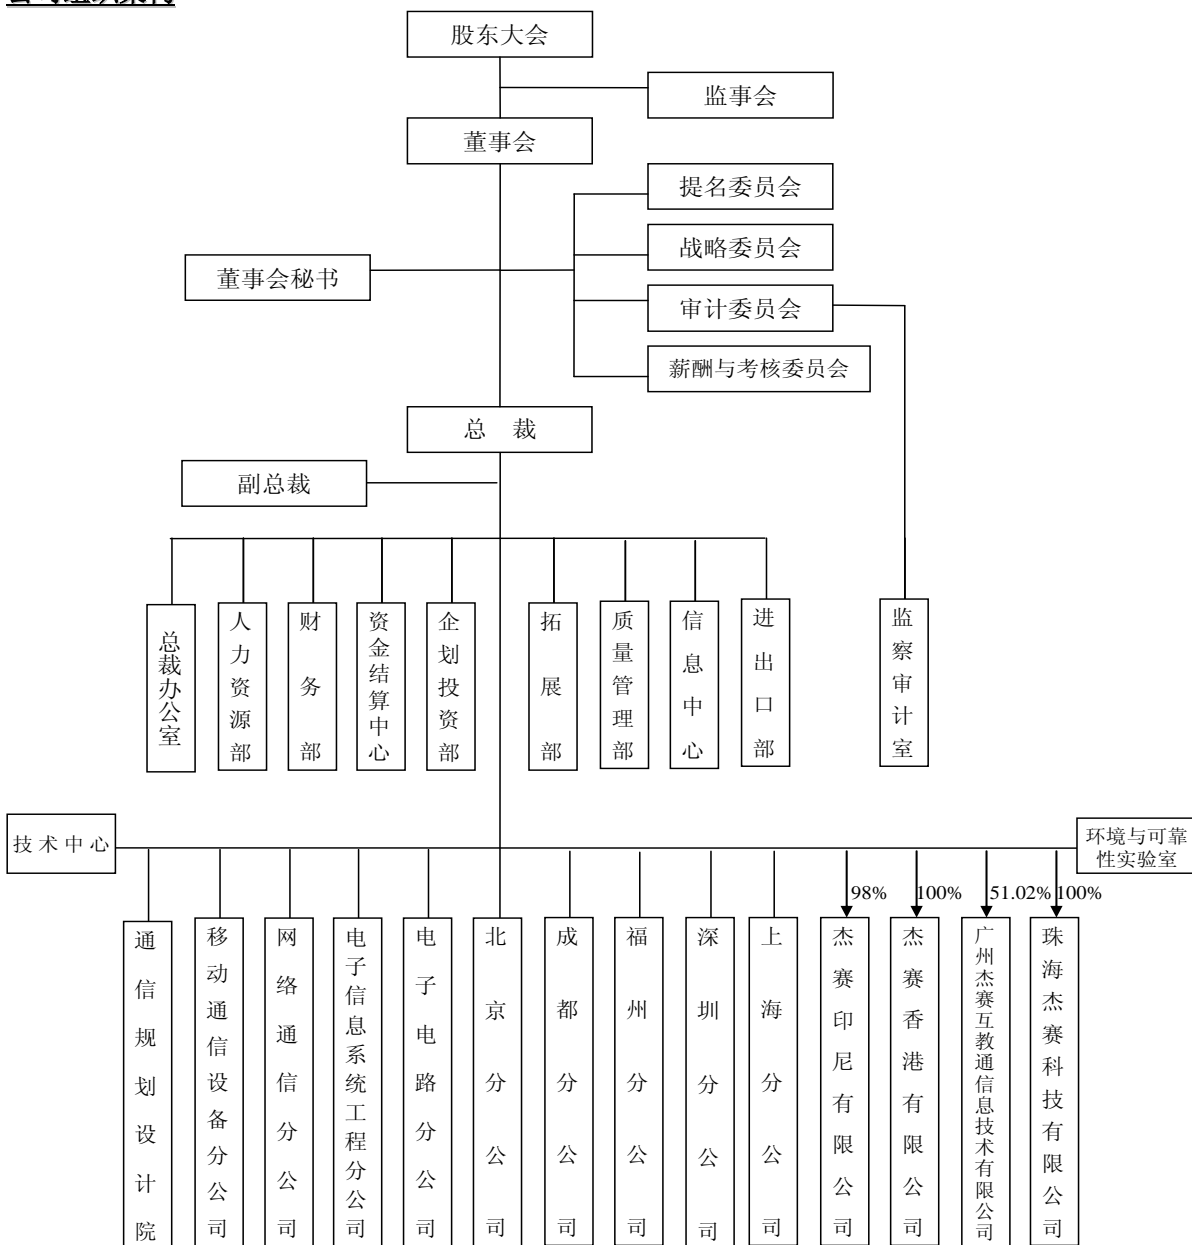 股东大会
监事会
董事会
提名委员会
战略委员会
董事会秘书
审计委员会
薪酬与考核委员会
总 裁
副总裁
总裁办公室
人力资源部
财务部
资金结算中心
企划投资部
拓展部
质量管理部
信息中心
进出口部
监察审计室
技术中心
环境与可靠
性实验室
98%
100%
51.02%
100%
通信规划设计院
移动通信设备分公司
网络通信分公司
电子信息系统工程分公司
电子电路分公司
北京分公司
成都分公司
福州分公司
深圳分公司
上海分公司
杰赛印尼有限公司
杰赛香港有限公司
广州杰赛互教通信息技术有限公司
珠海杰赛科技有限公司